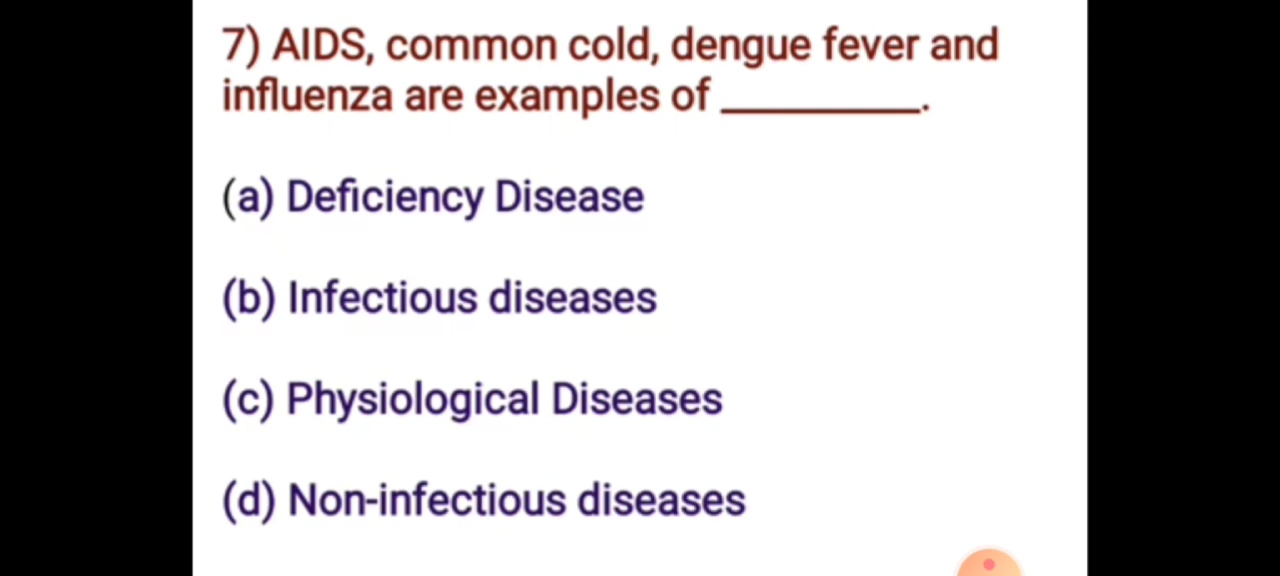 7) AIDS, common cold, dengue fever and
influenza are examples of __________.
(a) Deficiency Disease
(b) Infectious diseases
(c) Physiological Diseases
(d) Non-infectious diseases